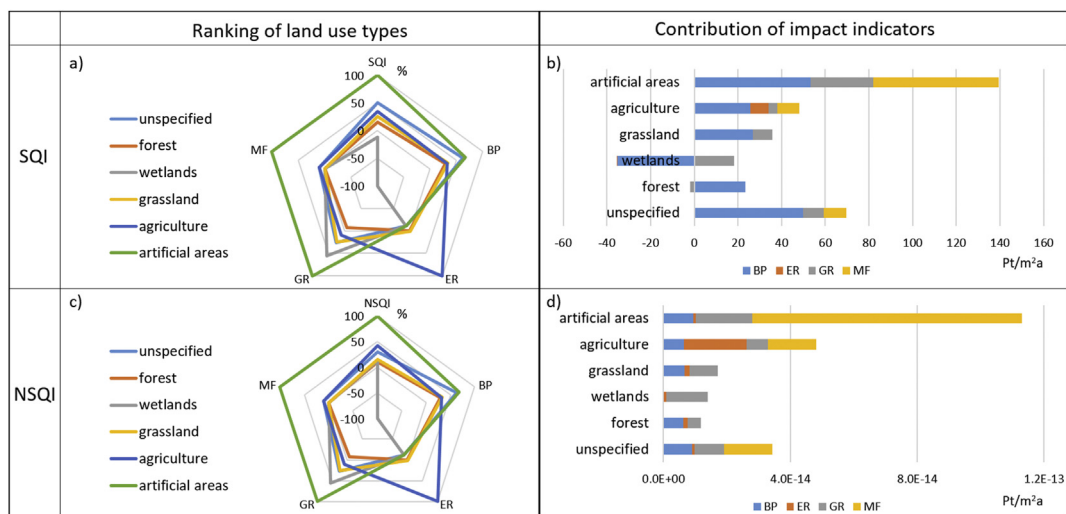 Ranking of land use types
Contribution of impact indicators
SQI
a)
SQI
%
100
50
0
-50
-100
BP
ER
GR
MF
unspecified
forest
wetlands
grassland
agriculture
artificial areas
b)
artificial areas
agriculture
grassland
wetlands
forest
unspecified
-60 -40 -20 0 20 40 60 80 100 120 140 160
BP ER GR MF
Pt/m²a
NSQI
c)
NSQI
%
100
50
0
-50
-100
BP
ER
GR
MF
unspecified
forest
wetlands
grassland
agriculture
artificial areas
d)
artificial areas
agriculture
grassland
wetlands
forest
unspecified
0.0E+00 4.0E-14 8.0E-14 1.2E-13
Pt/m²a
BP ER GR MF